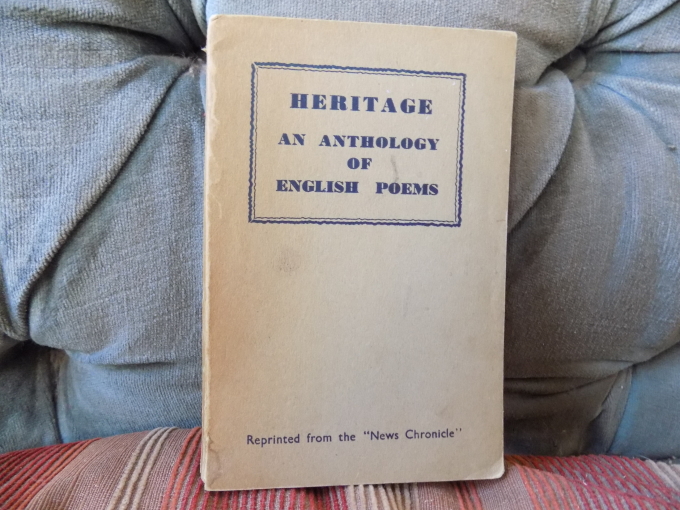 HERITAGE
AN ANTHOLOGY
OF
ENGLISH POEMS
Reprinted from the "News Chronicle"